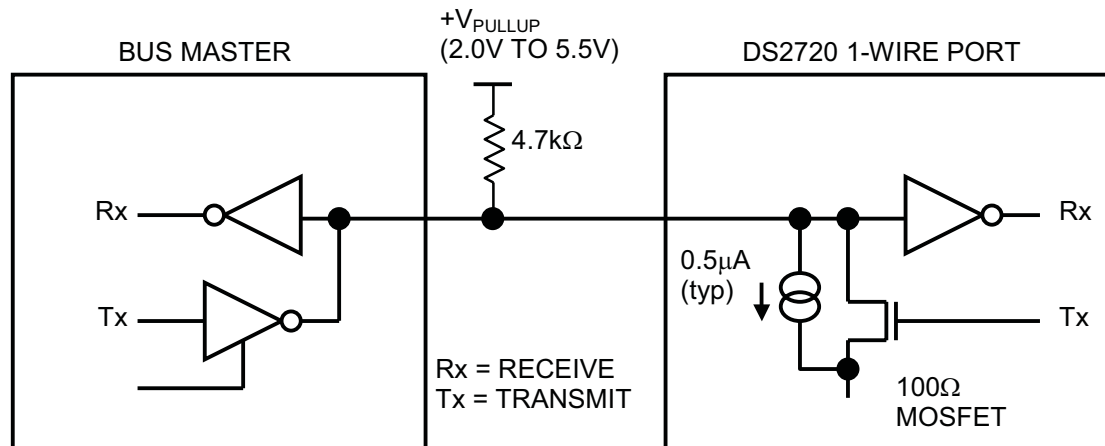 +VPULLUP
(2.0V TO 5.5V)
BUS MASTER
DS2720 1-WIRE PORT
4.7kΩ
Rx
Rx
0.5μA
(typ)
Tx
Tx
Rx = RECEIVE
Tx = TRANSMIT
100Ω
MOSFET